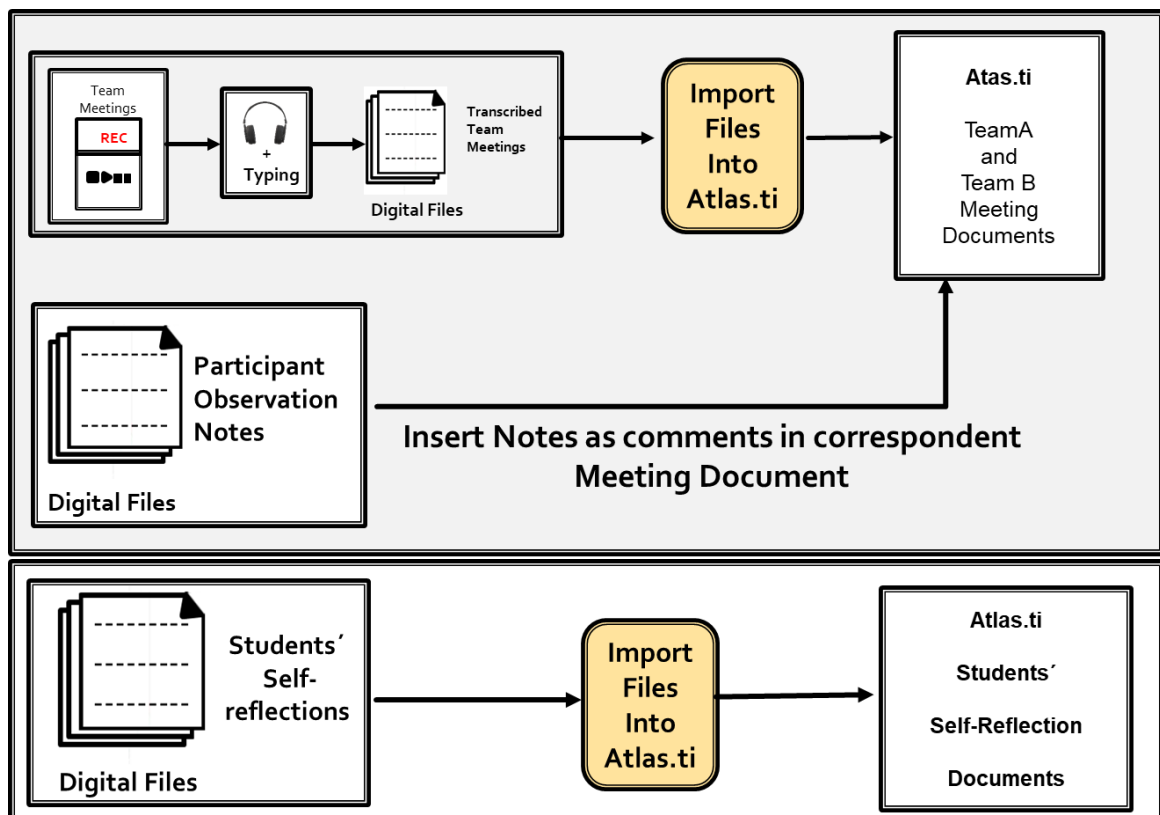 Team
Meetings
REC
+
Typing
Transcribed
Team
Meetings
Digital Files
Import
Files
Into
Atlas.ti
Atas.ti
TeamA
and
Team B
Meeting
Documents
Participant
Observation
Notes
Digital Files
Insert Notes as comments in correspondent
Meeting Document
Students´
Self-
reflections
Digital Files
Import
Files
Into
Atlas.ti
Atlas.ti
Students´
Self-Reflection
Documents